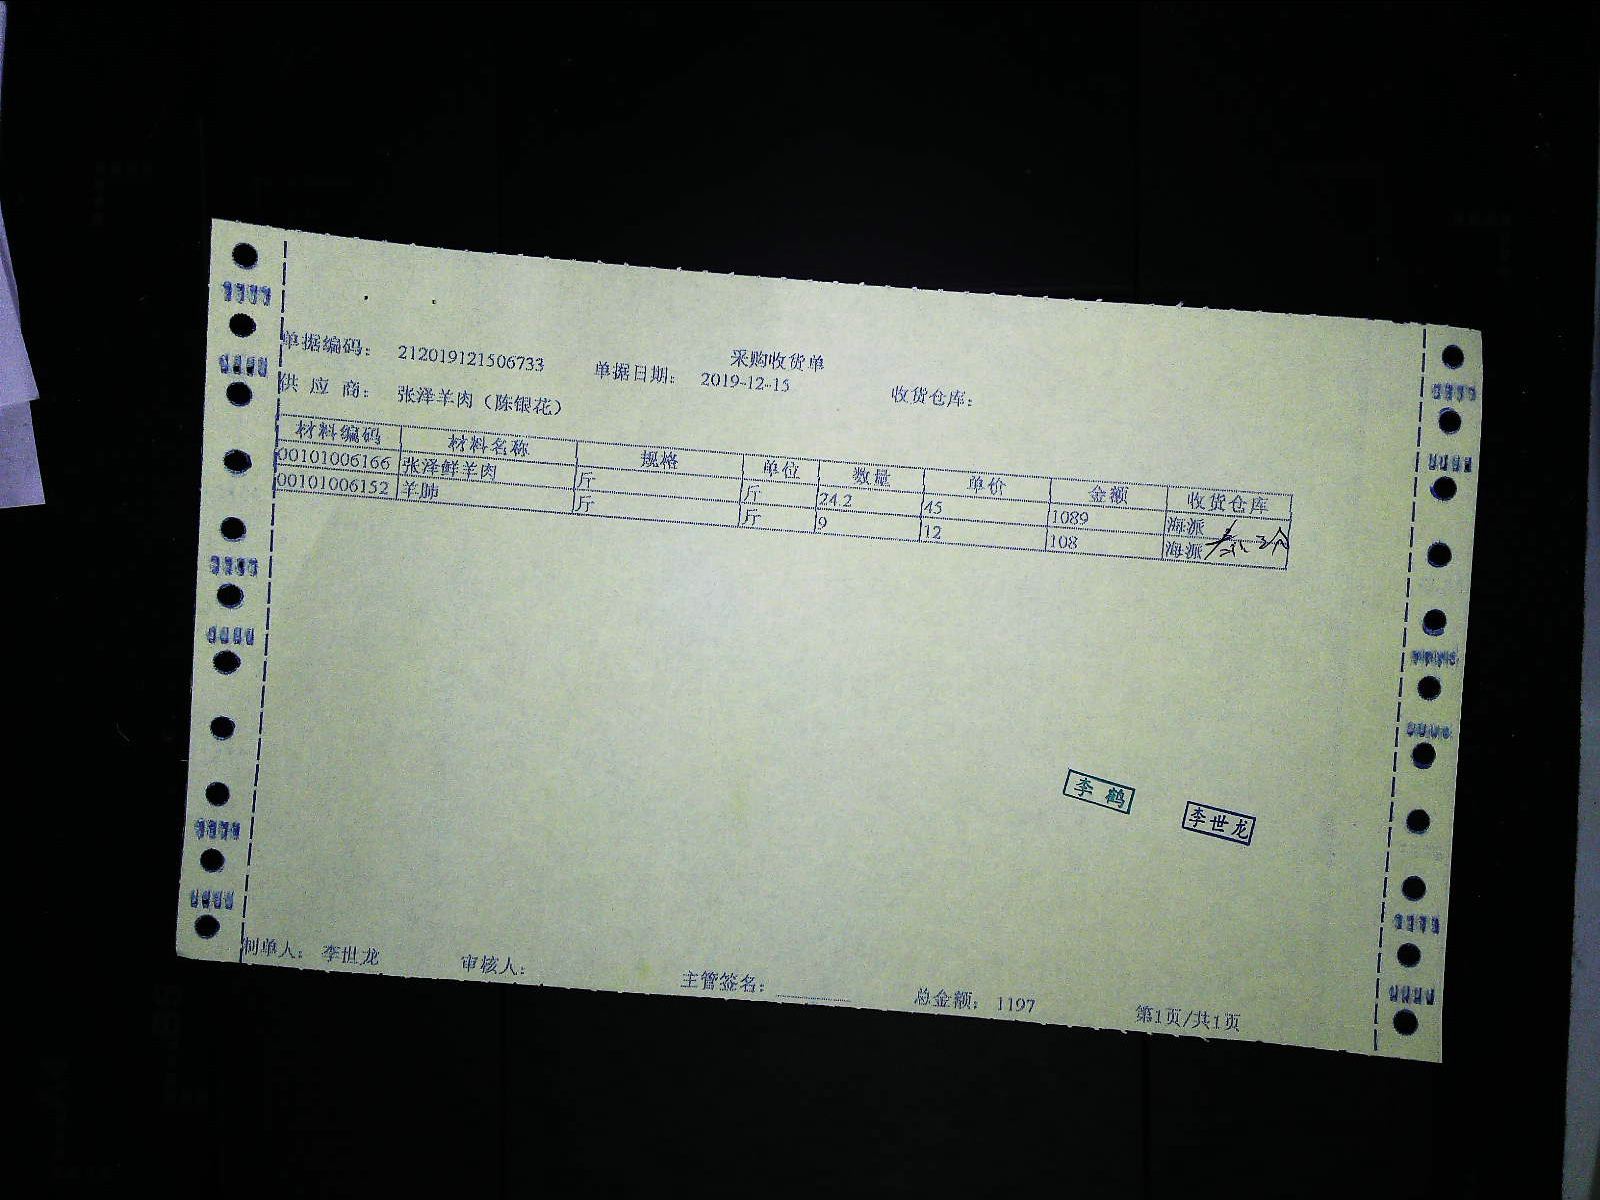 采购收货单
单据编码： 212019121506733 单据日期： 2019-12-15 收货仓库：
供 应 商： 张泽羊肉（陈银花）
材料编码 材料名称 规格 单位 数量 单价 金额 收货仓库
00101006166 张泽鲜羊肉 斤 斤 24.2 45 1089 海派
00101006152 羊肺 斤 斤 9 12 108 海派 3个
李鹤
李世龙
制单人： 李世龙 审核人： 主管签名： 总金额： 1197 第1页/共1页